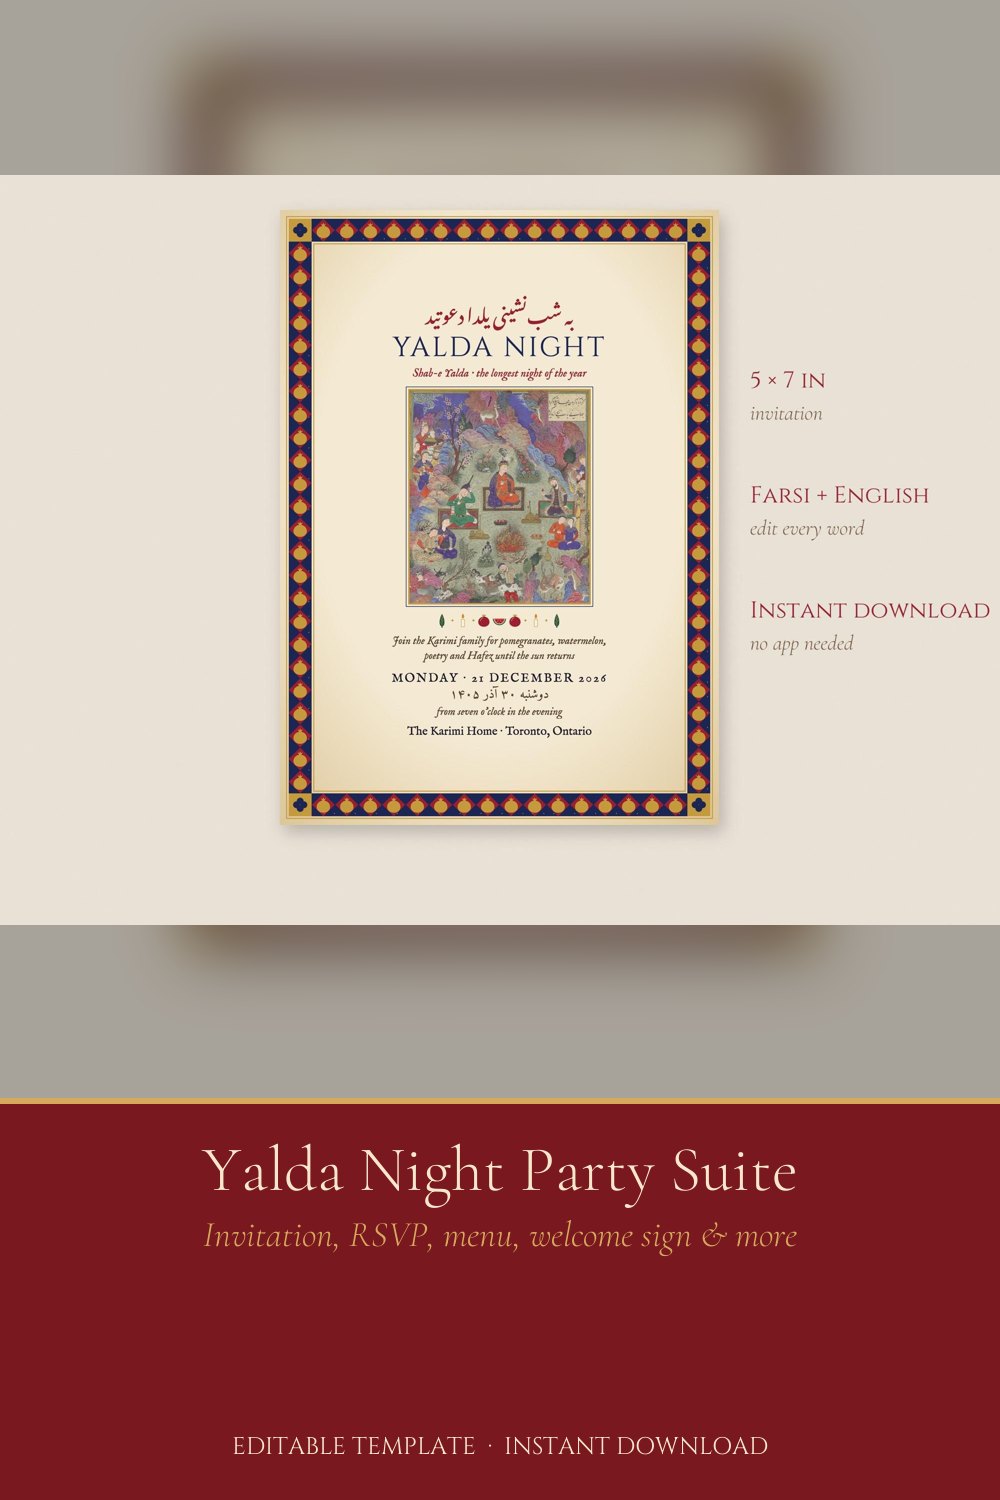 به شب نشینی یلدا دعوتید
YALDA NIGHT
Shab-e Yalda · the longest night of the year
Join the Karimi family for pomegranates, watermelon,
poetry and Hafez until the sun returns
MONDAY · 21 DECEMBER 2026
دوشنبه ۳۰ آذر ۱۴۰۵
from seven o'clock in the evening
The Karimi Home · Toronto, Ontario
5 × 7 IN
invitation
FARSI + ENGLISH
edit every word
INSTANT DOWNLOAD
no app needed
Yalda Night Party Suite
Invitation, RSVP, menu, welcome sign & more
EDITABLE TEMPLATE · INSTANT DOWNLOAD